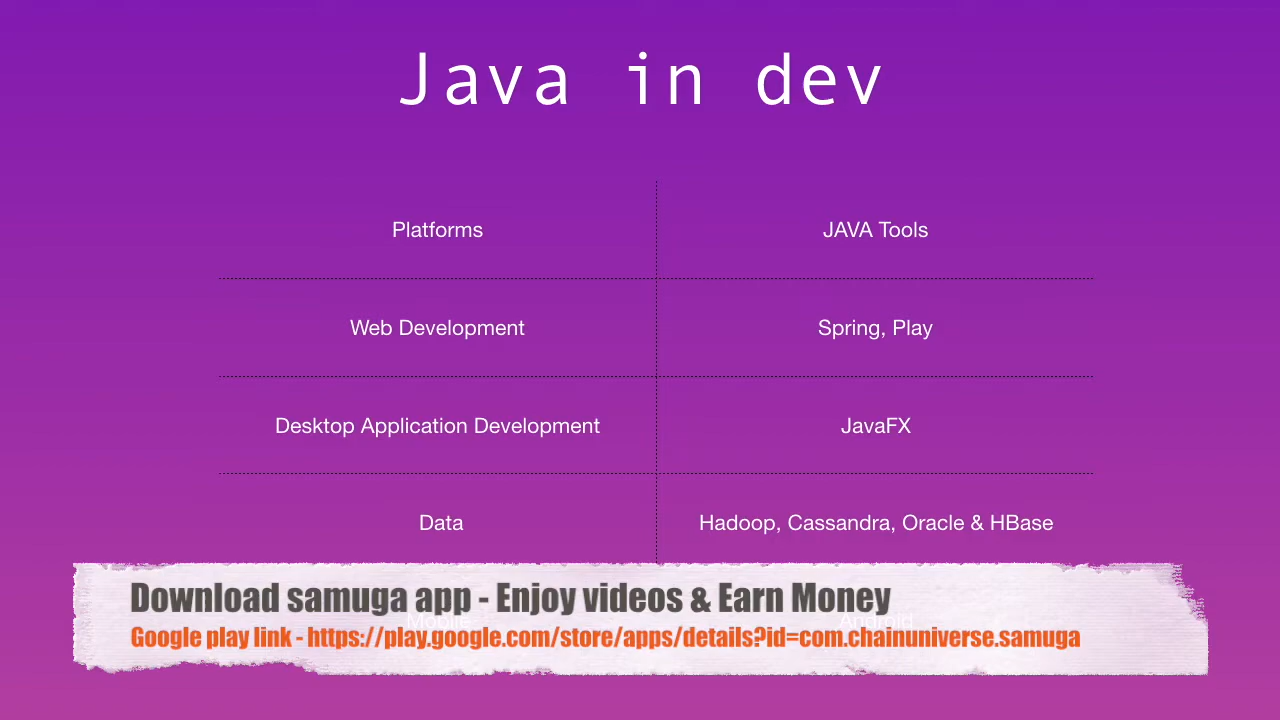 Java in dev
Platforms
JAVA Tools
Web Development
Spring, Play
Desktop Application Development
JavaFX
Data
Hadoop, Cassandra, Oracle & HBase
Download samuga app - Enjoy videos & Earn Money
Mobile
Android
Google play link - https://play.google.com/store/apps/details?id=com.chainuniverse.samuga